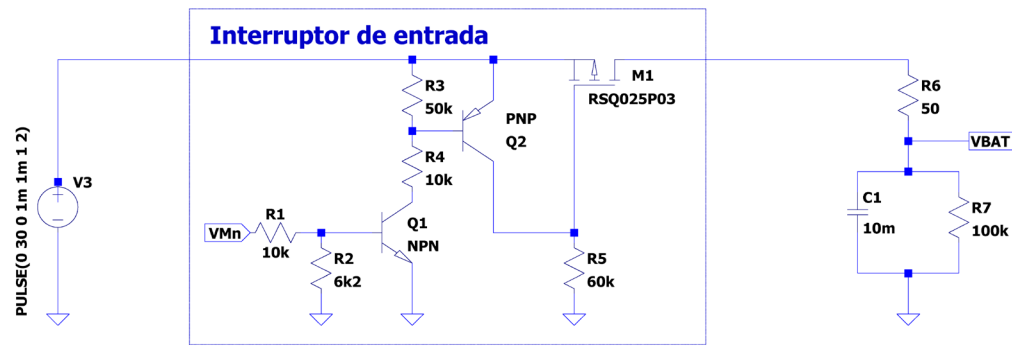 Interruptor de entrada
M1
RSQ025P03
R3
50k
PNP
Q2
R6
50
VBAT
V3
PULSE(0 30 0 1m 1m 1 2)
R4
10k
C1
10m
R7
100k
VMn
R1
10k
Q1
NPN
R2
6k2
R5
60k